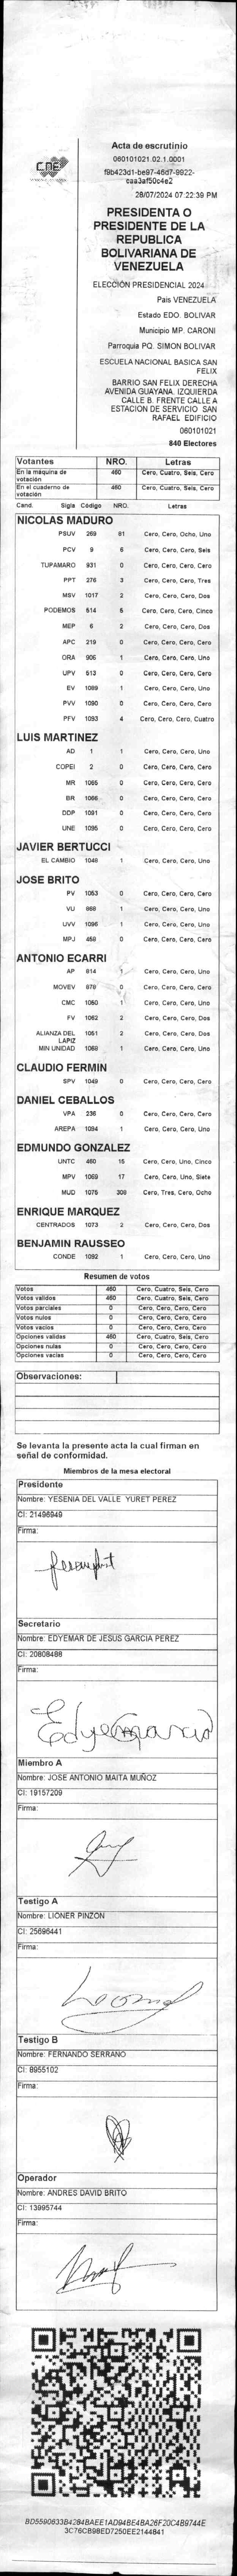 CNE
Acta de escrutinio
060101021.02.1.0001
f9b423d1-be97-46d7-9922-
eaa3af50c4e2
28/07/2024 07:22:39 PM
PRESIDENTA O
PRESIDENTE DE LA
REPUBLICA
BOLIVARIANA DE
VENEZUELA
ELECCIÓN PRESIDENCIAL 2024
Pais VENEZUELA
Estado EDO. BOLIVAR
Municipio MP. CARONI
Parroquia PQ. SIMON BOLIVAR
ESCUELA NACIONAL BASICA SAN
FELIX
BARRIO SAN FELIX DERECHA
AVENIDA GUAYANA. IZQUIERDA
CALLE B. FRENTE CALLE A
ESTACION DE SERVICIO SAN
RAFAEL EDIFICIO
060101021
840 Electores
Votantes NRO. Letras
En la máquina de votación 460 Cero, Cuatro, Seis, Cero
En el cuaderno de votación 460 Cero, Cuatro, Seis, Cero
Cand. Sigla Código NRO. Letras
NICOLAS MADURO
PSUV 269 81 Cero, Cero, Ocho, Uno
PCV 9 6 Cero, Cero, Cero, Seis
TUPAMARO 931 0 Cero, Cero, Cero, Cero
PPT 276 3 Cero, Cero, Cero, Tres
MSV 1017 2 Cero, Cero, Cero, Dos
PODEMOS 514 5 Cero, Cero, Cero, Cinco
MEP 6 2 Cero, Cero, Cero, Dos
APC 219 0 Cero, Cero, Cero, Cero
ORA 906 1 Cero, Cero, Cero, Uno
UPV 513 0 Cero, Cero, Cero, Cero
EV 1089 1 Cero, Cero, Cero, Uno
PVV 1090 0 Cero, Cero, Cero, Cero
PFV 1093 4 Cero, Cero, Cero, Cuatro
LUIS MARTINEZ
AD 1 1 Cero, Cero, Cero, Uno
COPEI 2 0 Cero, Cero, Cero, Cero
MR 1065 0 Cero, Cero, Cero, Cero
BR 1066 0 Cero, Cero, Cero, Cero
DDP 1091 0 Cero, Cero, Cero, Cero
UNE 1095 0 Cero, Cero, Cero, Cero
JAVIER BERTUCCI
EL CAMBIO 1048 1 Cero, Cero, Cero, Uno
JOSE BRITO
PV 1053 0 Cero, Cero, Cero, Cero
VU 868 1 Cero, Cero, Cero, Uno
UVV 1096 1 Cero, Cero, Cero, Uno
MPJ 458 0 Cero, Cero, Cero, Cero
ANTONIO ECARRI
AP 814 1 Cero, Cero, Cero, Uno
MOVEV 878 0 Cero, Cero, Cero, Cero
CMC 1050 1 Cero, Cero, Cero, Uno
FV 1052 2 Cero, Cero, Cero, Dos
ALIANZA DEL LAPIZ 1051 2 Cero, Cero, Cero, Dos
MIN UNIDAD 1068 1 Cero, Cero, Cero, Uno
CLAUDIO FERMIN
SPV 1049 0 Cero, Cero, Cero, Cero
DANIEL CEBALLOS
VPA 236 0 Cero, Cero, Cero, Cero
AREPA 1094 1 Cero, Cero, Cero, Uno
EDMUNDO GONZALEZ
UNTC 460 15 Cero, Cero, Uno, Cinco
MPV 1069 17 Cero, Cero, Uno, Siete
MUD 1075 308 Cero, Tres, Cero, Ocho
ENRIQUE MARQUEZ
CENTRADOS 1073 2 Cero, Cero, Cero, Dos
BENJAMIN RAUSSEO
CONDE 1092 1 Cero, Cero, Cero, Uno
Resumen de votos
Votos 460 Cero, Cuatro, Seis, Cero
Votos validos 460 Cero, Cuatro, Seis, Cero
Votos parciales 0 Cero, Cero, Cero, Cero
Votos nulos 0 Cero, Cero, Cero, Cero
Votos vacios 0 Cero, Cero, Cero, Cero
Opciones validas 460 Cero, Cuatro, Seis, Cero
Opciones nulas 0 Cero, Cero, Cero, Cero
Opciones vacias 0 Cero, Cero, Cero, Cero
Observaciones:
Se levanta la presente acta la cual firman en
señal de conformidad.
Miembros de la mesa electoral
Presidente
Nombre: YESENIA DEL VALLE YURET PEREZ
CI: 21496949
Firma:
Secretario
Nombre: EDYEMAR DE JESUS GARCIA PEREZ
CI: 20808488
Firma:
Miembro A
Nombre: JOSE ANTONIO MAITA MUÑOZ
CI: 19157209
Firma:
Testigo A
Nombre: LIONER PINZON
CI: 25696441
Firma:
Testigo B
Nombre: FERNANDO SERRANO
CI: 8955102
Firma:
Operador
Nombre: ANDRES DAVID BRITO
CI: 13995744
Firma:
BD5590633B4284BAEE1AD94BE4BA26F20C4B9744E
3C76CB98ED7250EE2144841